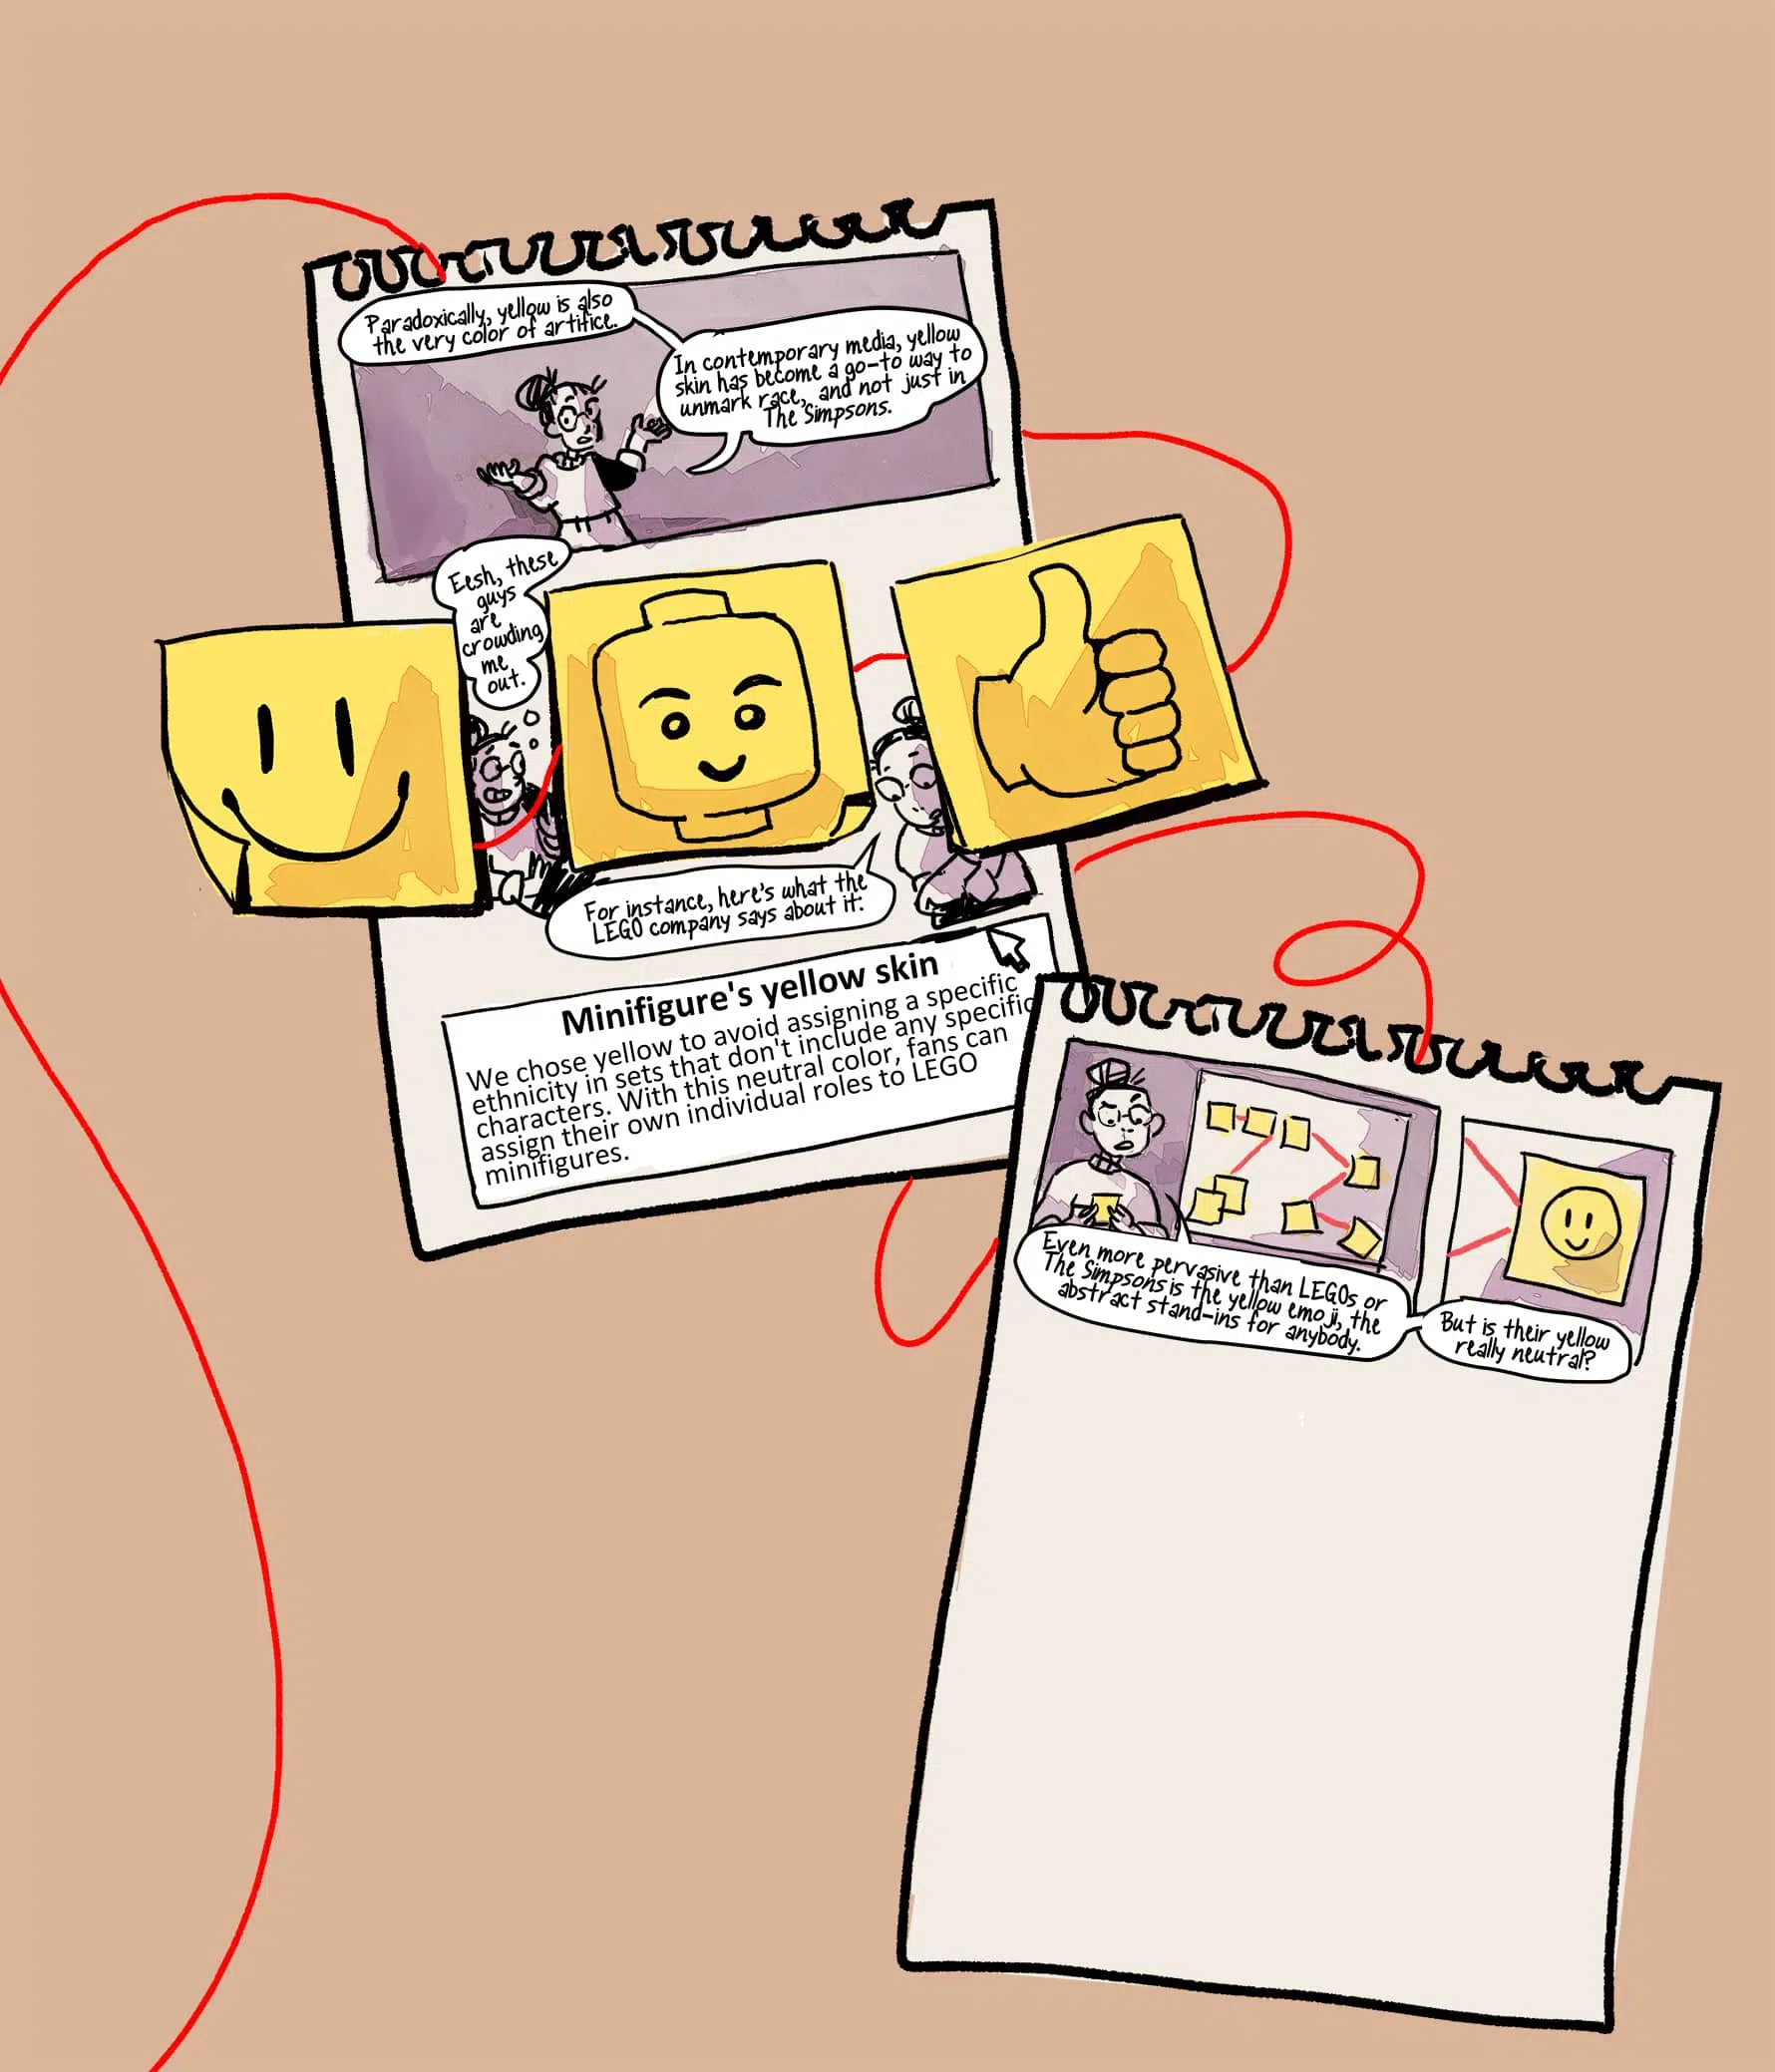 Paradoxically, yellow is also
the very color of artifice.
In contemporary media, yellow
skin has become a go-to way to
unmark race, and not just in
The Simpsons.
Eesh, these
guys
are
crowding
me
out.
For instance, here's what the
LEGO company says about it:
Minifigure's yellow skin
We chose yellow to avoid assigning a specific
ethnicity in sets that don't include any specific
characters. With this neutral color, fans can
assign their own individual roles to LEGO
minifigures.
Even more pervasive than LEGOs or
The Simpsons is the yellow emoji, the
abstract stand-ins for anybody.
But is their yellow
really neutral?